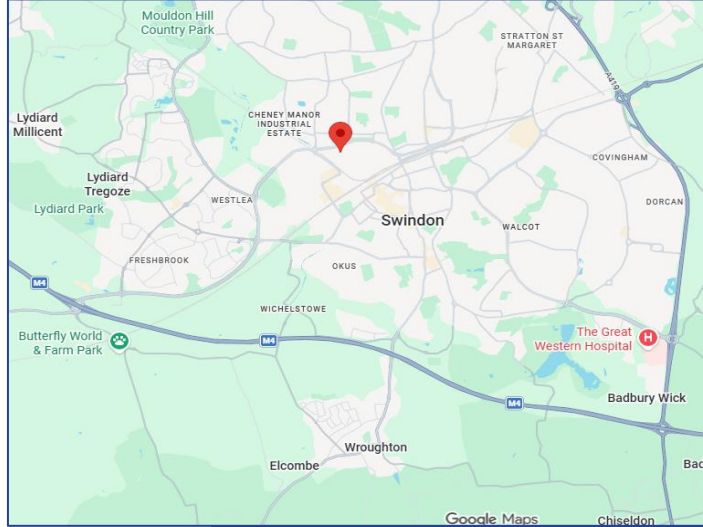 Mouldon Hill
Country Park
STRATTON ST
MARGARET
A419
Lydiard
Millicent
CHENEY MANOR
INDUSTRIAL
ESTATE
COVINGHAM
Lydiard
Tregoze
WESTLEA
DORCAN
Lydiard Park
Swindon
WALCOT
FRESHBROOK
OKUS
M4
WICHELSTOWE
Butterfly World
& Farm Park
M4
The Great
Western Hospital
H
M4
Badbury Wick
Wroughton
Elcombe
Bad
Google Maps
Chiseldon